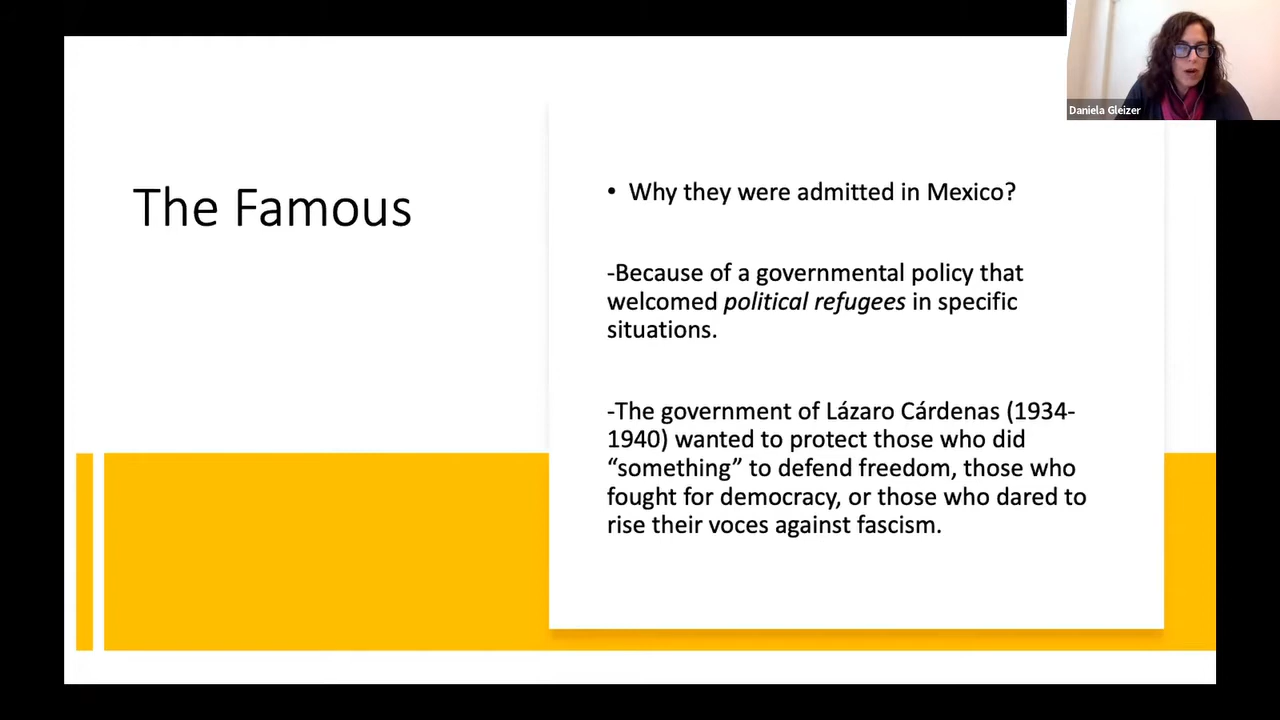 Daniela Gleizer
The Famous
• Why they were admitted in Mexico?
-Because of a governmental policy that
welcomed political refugees in specific
situations.
-The government of Lázaro Cárdenas (1934-
1940) wanted to protect those who did
“something” to defend freedom, those who
fought for democracy, or those who dared to
rise their voces against fascism.